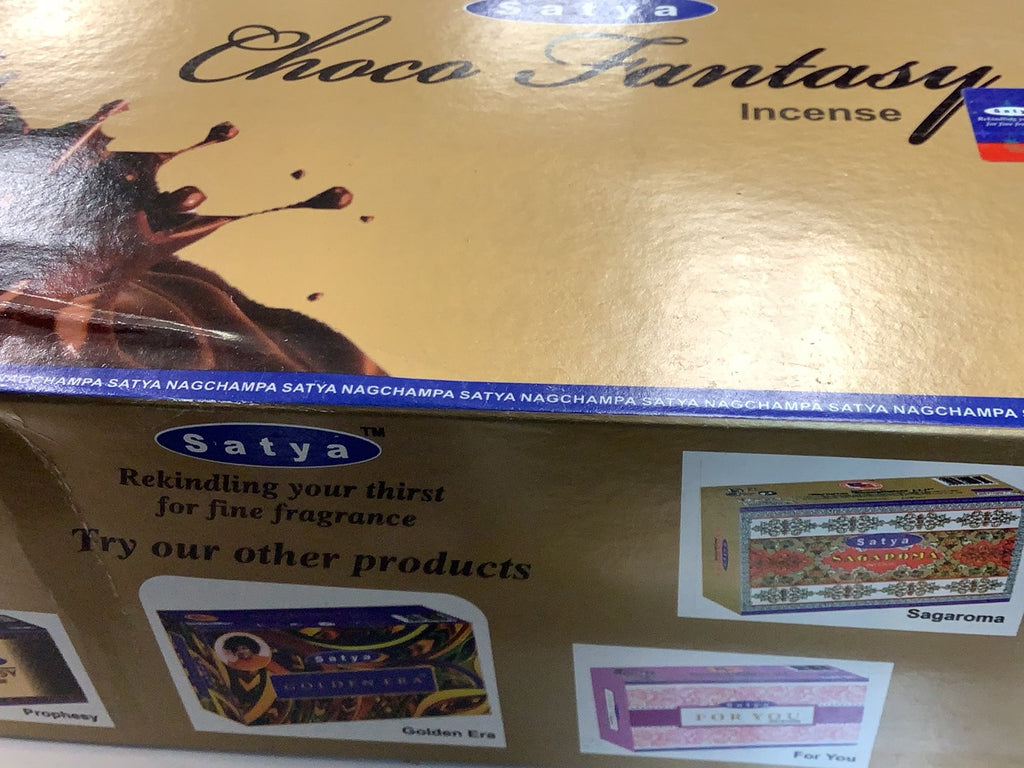 Satya
Choco Fantasy
Incense
NAGCHAMPA SATYA NAGCHAMPA SATYA NAGCHAMPA SATYA NAGCHAMPA SATYA NAGCHAMPA SATYA NAGCHAMPA
Satya™
Rekindling your thirst
for fine fragrance
Try our other products
Satya
SAGAROMA
Sagaroma
Satya
GOLDEN ERA
Golden Era
Prophesy
Satya
FOR YOU
For You